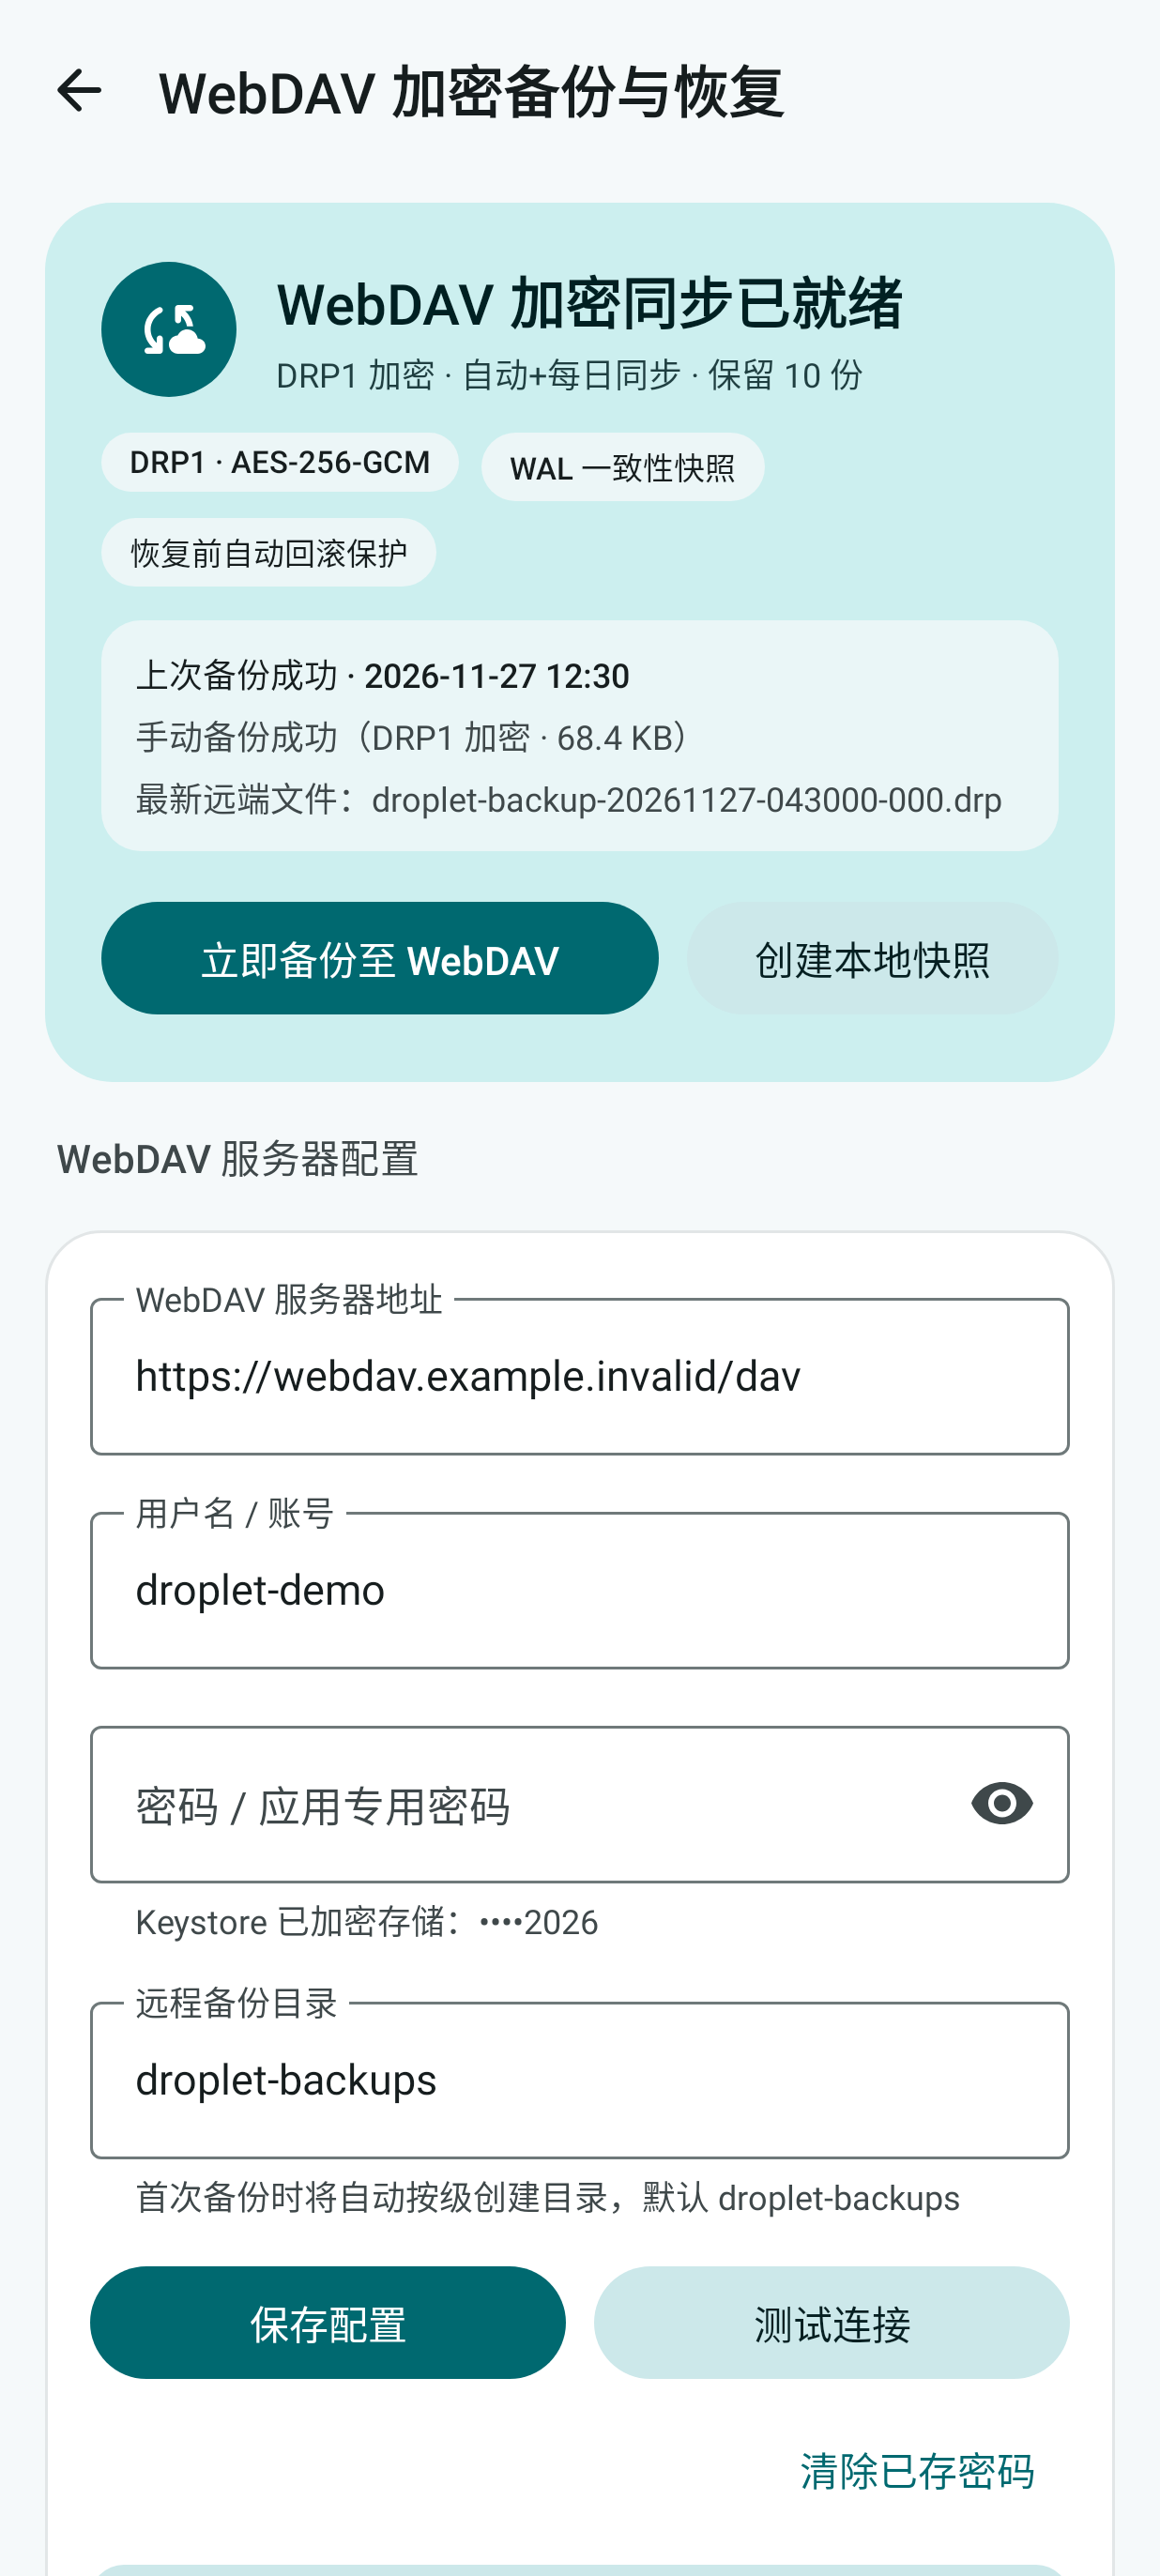 WebDAV 加密备份与恢复
WebDAV 加密同步已就绪
DRP1 加密 · 自动+每日同步 · 保留 10 份
DRP1 · AES-256-GCM
WAL 一致性快照
恢复前自动回滚保护
上次备份成功 · 2026-11-27 12:30
手动备份成功（DRP1 加密 · 68.4 KB）
最新远端文件：droplet-backup-20261127-043000-000.drp
立即备份至 WebDAV
创建本地快照
WebDAV 服务器配置
WebDAV 服务器地址
https://webdav.example.invalid/dav
用户名 / 账号
droplet-demo
密码 / 应用专用密码
Keystore 已加密存储：••••2026
远程备份目录
droplet-backups
首次备份时将自动按级创建目录，默认 droplet-backups
保存配置
测试连接
清除已存密码